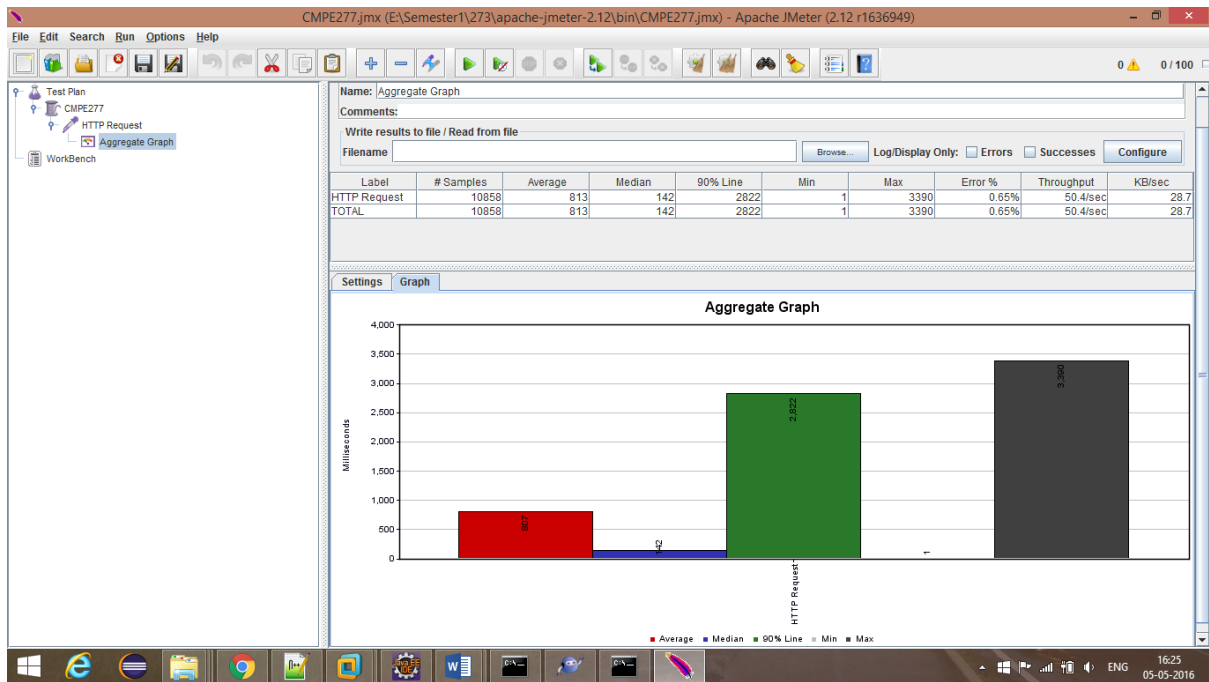 CMPE277.jmx (E:\Semester1\273\apache-jmeter-2.12\bin\CMPE277.jmx) - Apache JMeter (2.12 r1636949)
File Edit Search Run Options Help
0 0 / 100
Test Plan
CMPE277
HTTP Request
Aggregate Graph
WorkBench
Name: Aggregate Graph
Comments:
Write results to file / Read from file
Filename Browse... Log/Display Only: Errors Successes Configure
Label # Samples Average Median 90% Line Min Max Error % Throughput KB/sec
HTTP Request 10858 813 142 2822 1 3390 0.65% 50.4/sec 28.7
TOTAL 10858 813 142 2822 1 3390 0.65% 50.4/sec 28.7
Settings Graph
Aggregate Graph
4,000
3,500
3,000
2,500
2,000
1,500
1,000
500
0
Milliseconds
807
142
2,822
1
3,390
HTTP Request
Average Median 90% Line Min Max
ENG 16:25
05-05-2016